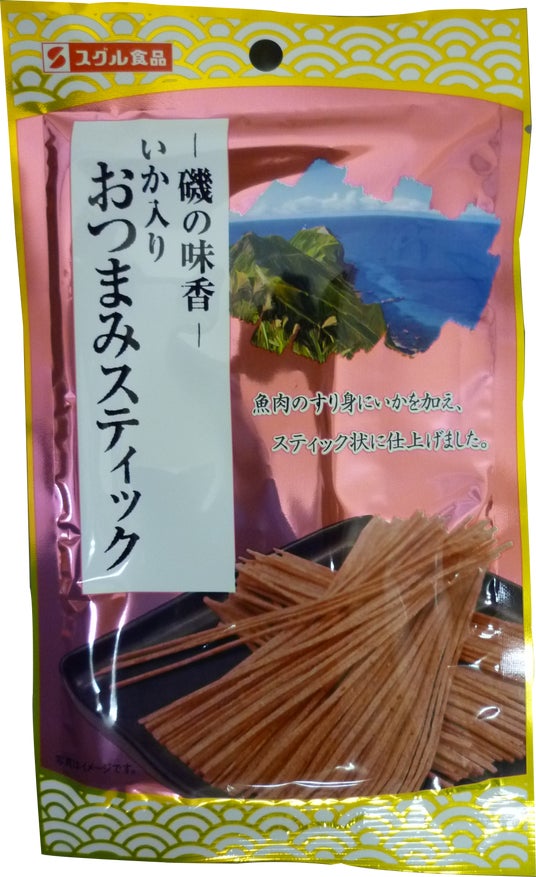 スグル食品
― 磯の味香 ―
いか入り
おつまみスティック
魚肉のすり身にいかを加え、
スティック状に仕上げました。
写真はイメージです。